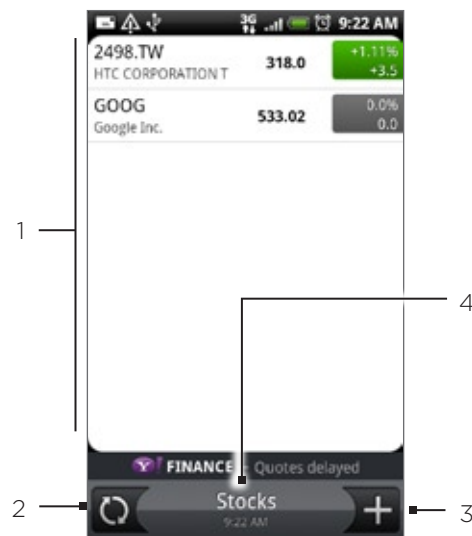 3G 9:22 AM
2498.TW 318.0 +1.11%
HTC CORPORATION T +3.5
GOOG 533.02 0.0%
Google Inc. 0.0
1
4
Y! FINANCE - Quotes delayed
2 Stocks 3
9:22 AM